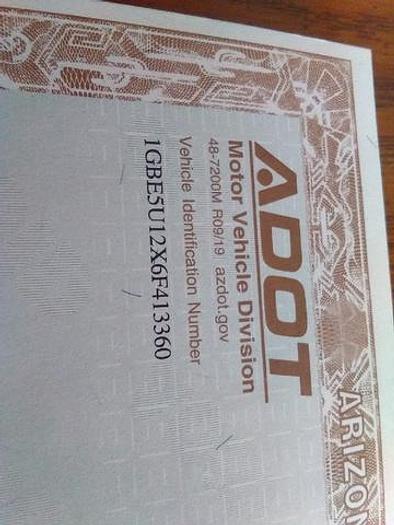 ARIZON
ADOT
Motor Vehicle Division
48-7200M R09/19 azdot.gov
Vehicle Identification Number
1GBE5U12X6F413360